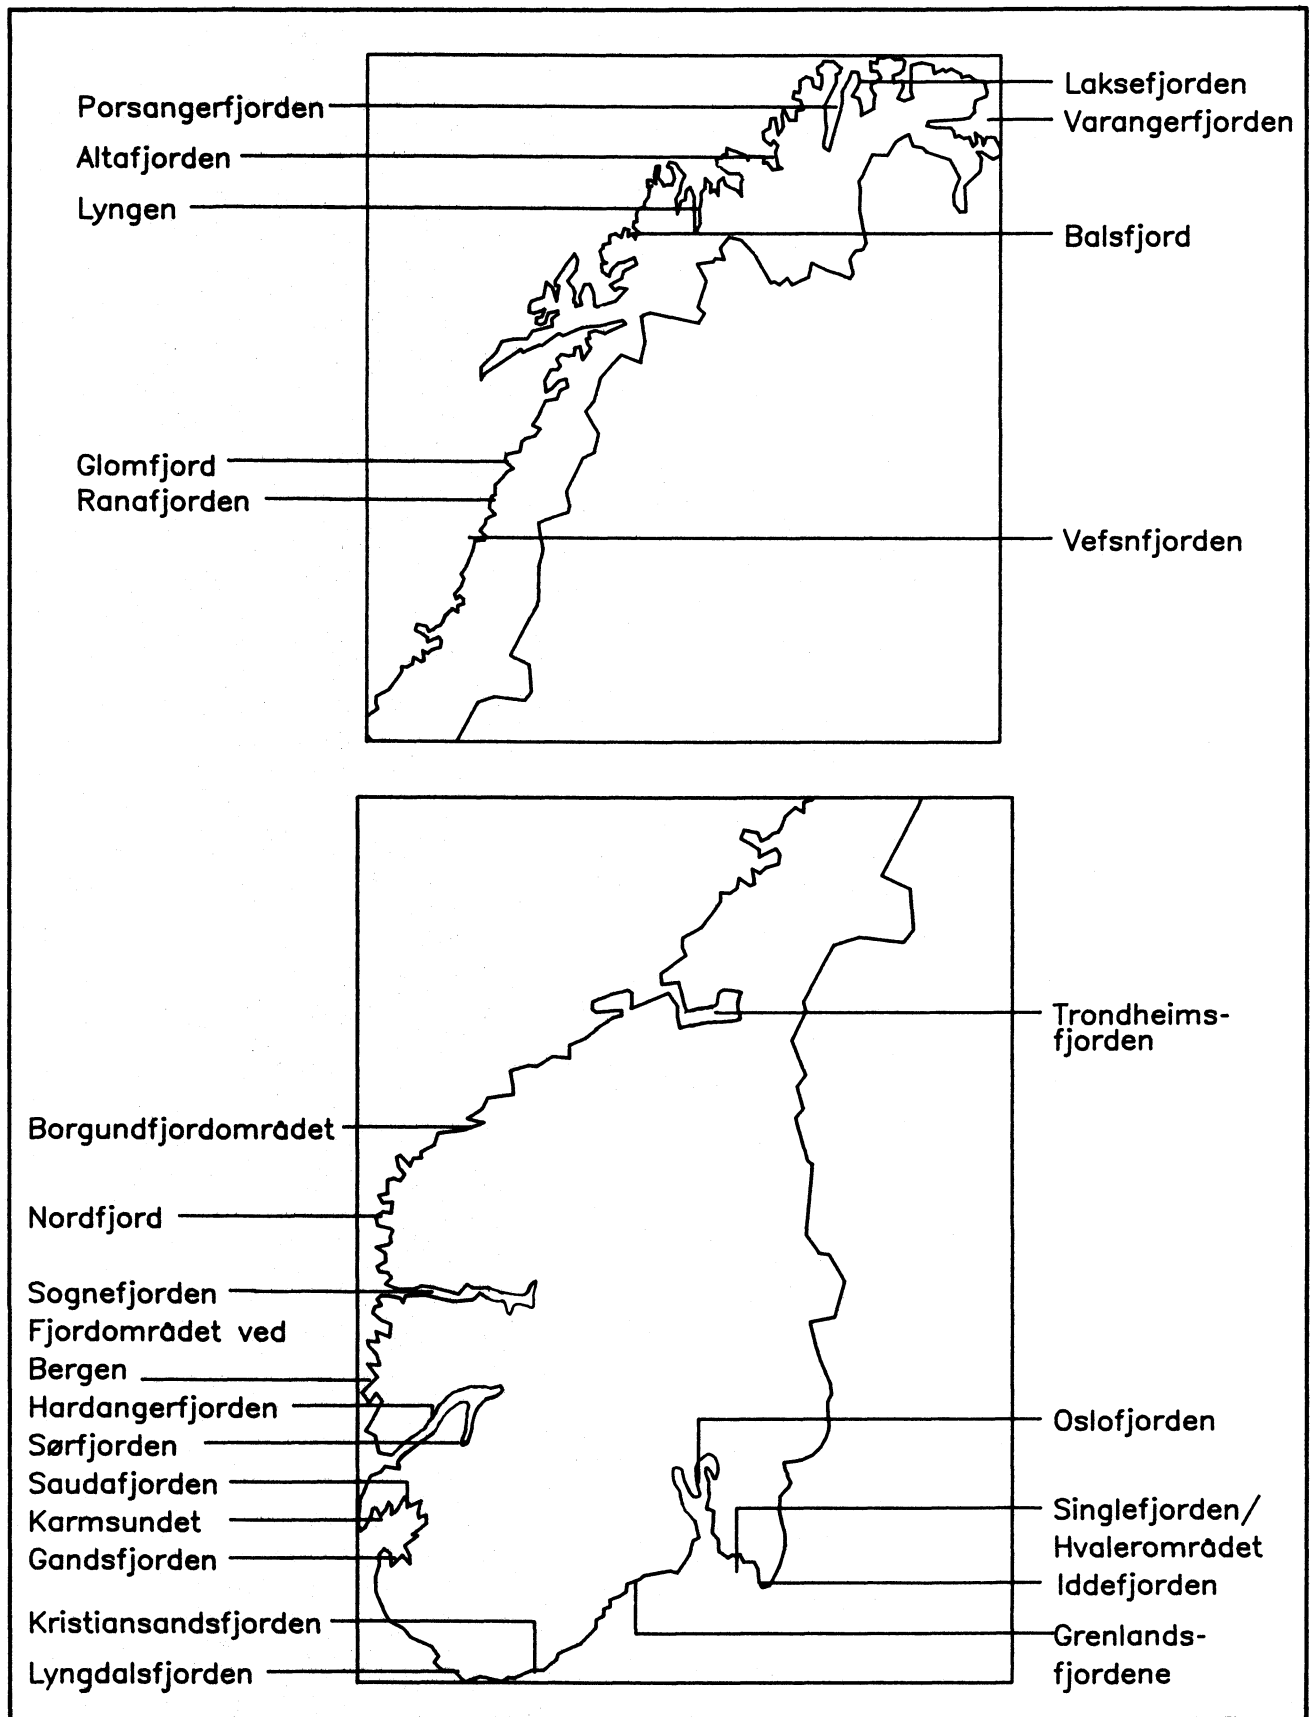 Porsangerfjorden
Altafjorden
Lyngen
Laksefjorden
Varangerfjorden
Balsfjord
Glomfjord
Ranafjorden
Vefsnfjorden
Trondheims-
fjorden
Borgundfjordområdet
Nordfjord
Sognefjorden
Fjordområdet ved
Bergen
Hardangerfjorden
Sørfjorden
Saudafjorden
Karmsundet
Gandsfjorden
Kristiansandsfjorden
Lyngdalsfjorden
Oslofjorden
Singlefjorden/
Hvalerområdet
Iddefjorden
Grenlands-
fjordene